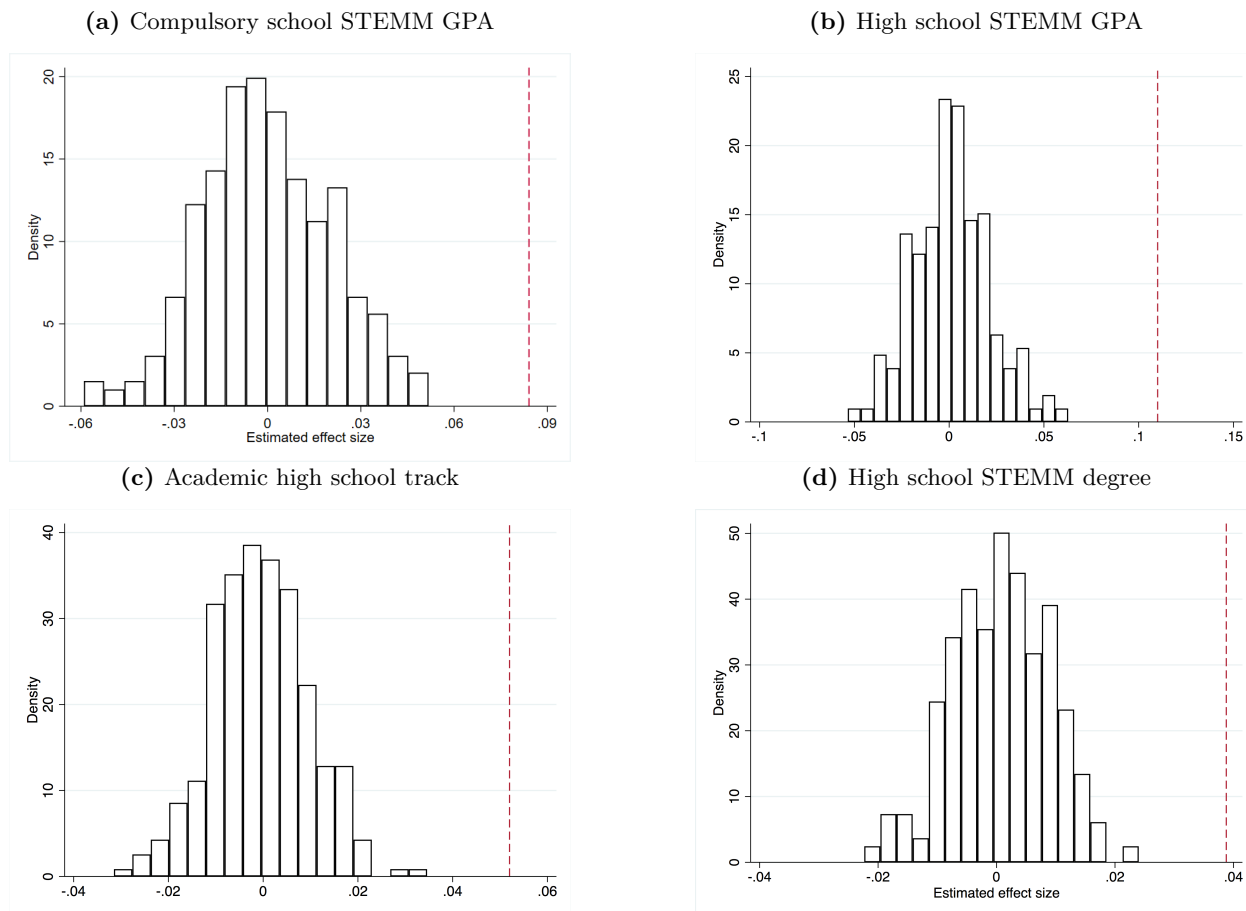 (a) Compulsory school STEMM GPA
20
15
10
5
0
Density
-.06 -.03 0 .03 .06 .09
Estimated effect size
(b) High school STEMM GPA
25
20
15
10
5
0
Density
-.1 -.05 0 .05 .1 .15
(c) Academic high school track
40
30
20
10
0
Density
-.04 -.02 0 .02 .04 .06
(d) High school STEMM degree
50
40
30
20
10
0
Density
-.04 -.02 0 .02 .04
Estimated effect size